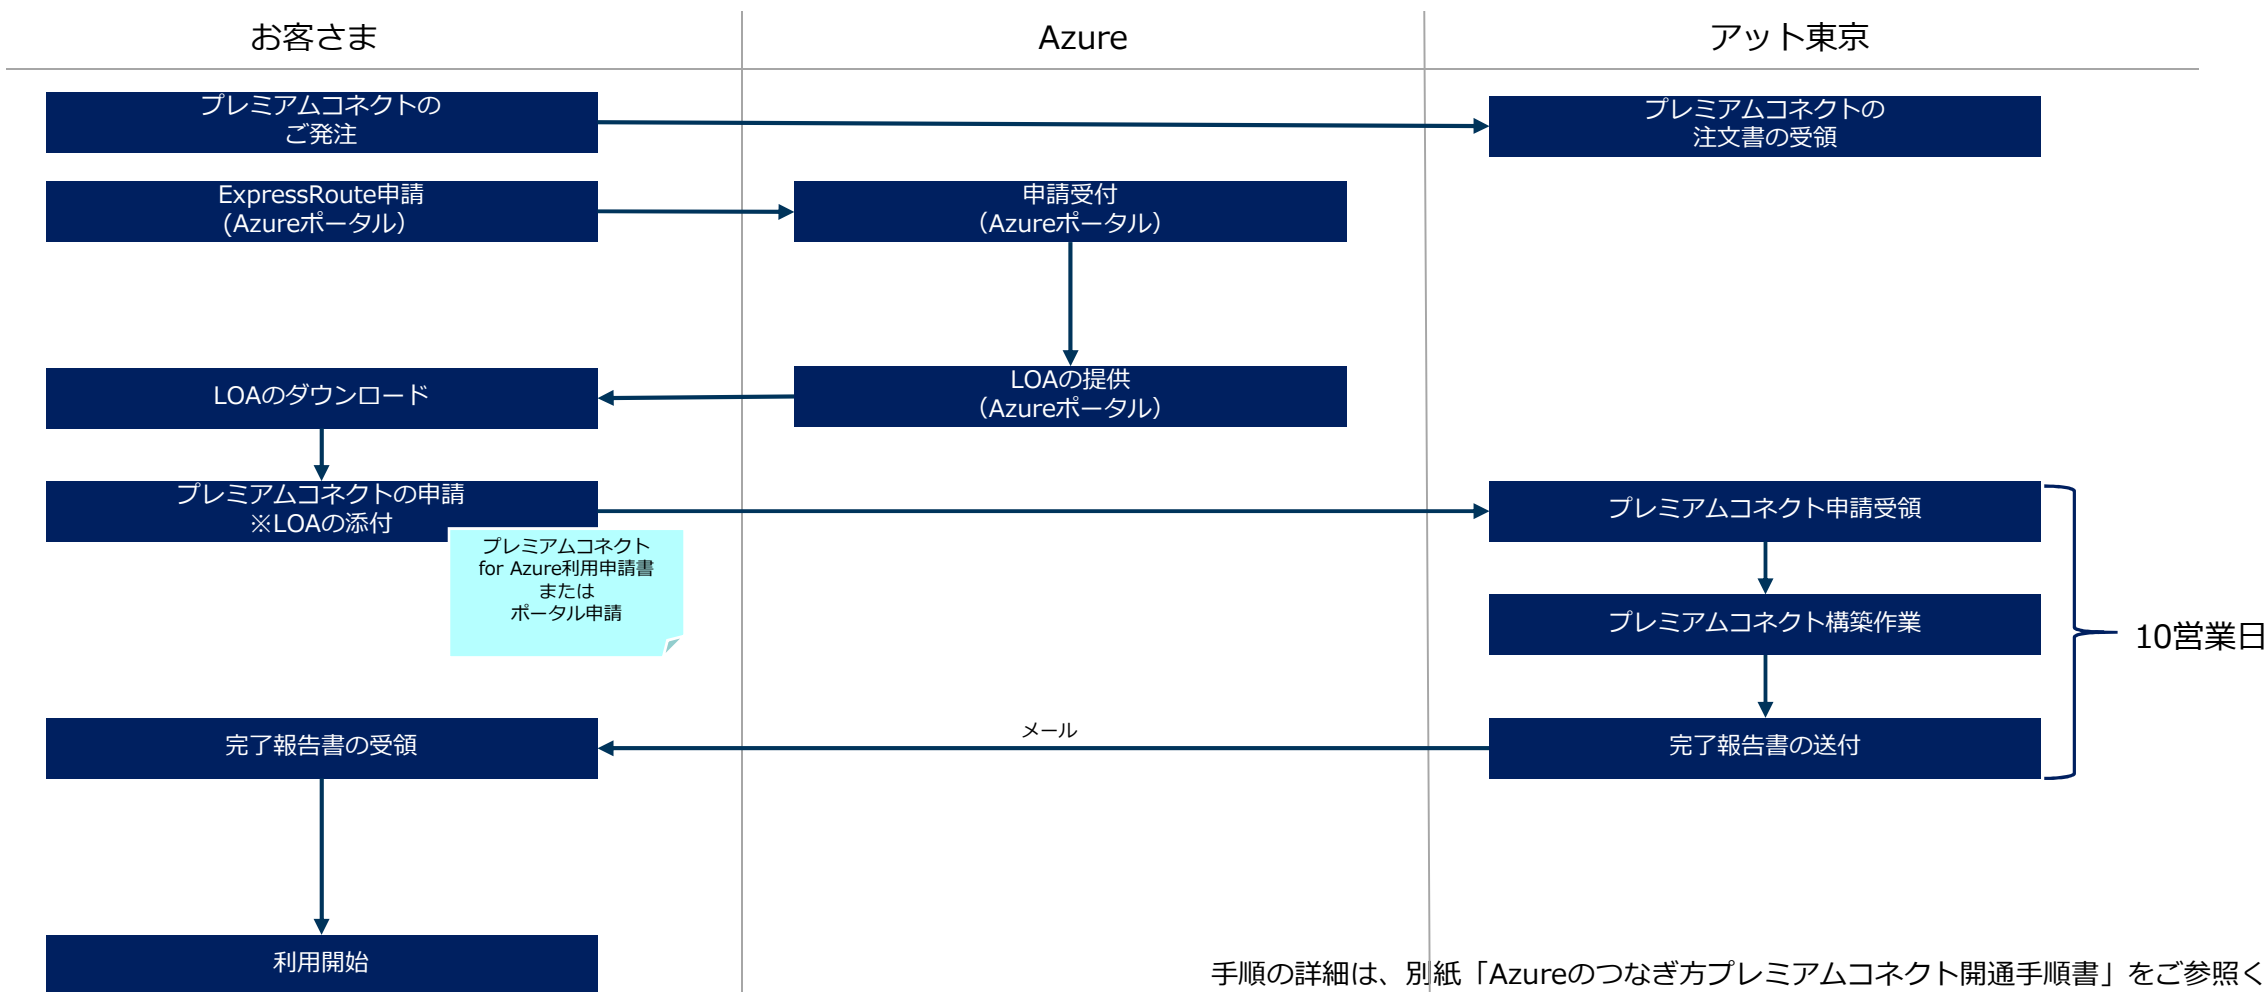 お客さま
Azure
アット東京
プレミアムコネクトの
ご発注
プレミアムコネクトの
注文書の受領
ExpressRoute申請
(Azureポータル）
申請受付
（Azureポータル）
LOAのダウンロード
LOAの提供
（Azureポータル）
プレミアムコネクトの申請
※LOAの添付
プレミアムコネクト
for Azure利用申請書
または
ポータル申請
プレミアムコネクト申請受領
プレミアムコネクト構築作業
10営業日
完了報告書の受領
メール
完了報告書の送付
利用開始
手順の詳細は、別紙「Azureのつなぎ方プレミアムコネクト開通手順書」をご参照く